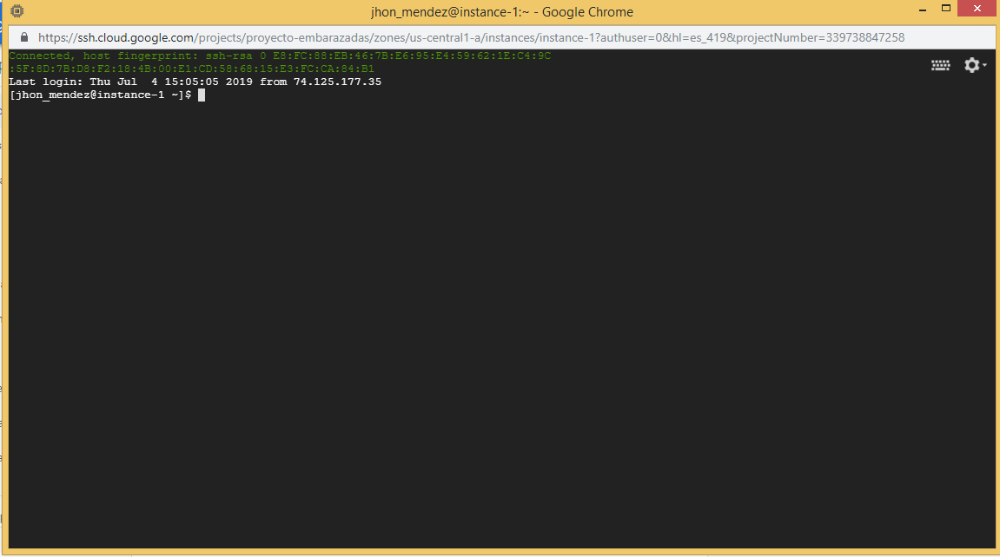 jhon_mendez@instance-1:~ - Google Chrome
https://ssh.cloud.google.com/projects/proyecto-embarazadas/zones/us-central1-a/instances/instance-1?authuser=0&hl=es_419&projectNumber=339738847258
Connected, host fingerprint: ssh-rsa 0 E8:FC:88:EB:46:7B:E6:95:E4:59:62:1E:C4:9C
:5F:8D:7B:D8:F2:18:4B:00:E1:CD:58:68:15:E3:FC:CA:84:B1
Last login: Thu Jul  4 15:05:05 2019 from 74.125.177.35
[jhon_mendez@instance-1 ~]$